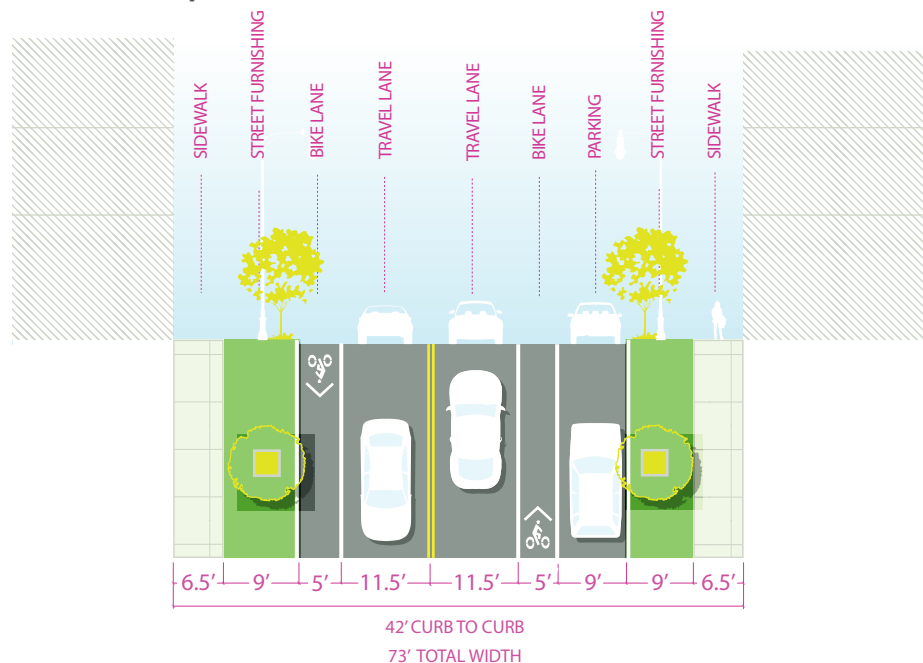 SIDEWALK
STREET FURNISHING
BIKE LANE
TRAVEL LANE
TRAVEL LANE
BIKE LANE
PARKING
STREET FURNISHING
SIDEWALK
6.5’ 9’ 5’ 11.5’ 11.5’ 5’ 9’ 9’ 6.5’
42’ CURB TO CURB
73’ TOTAL WIDTH